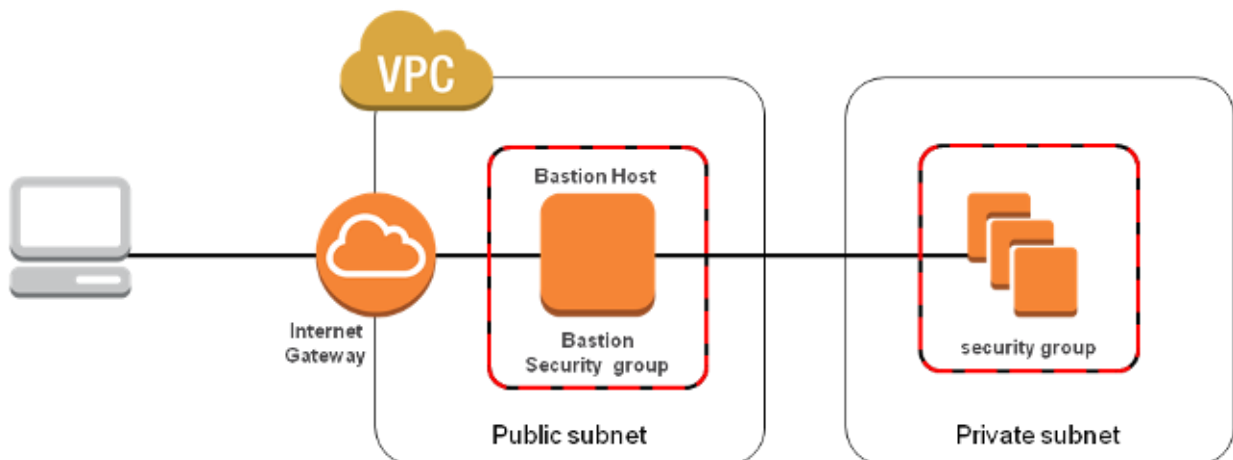 VPC
Bastion Host
Internet
Gateway
Bastion
Security group
security group
Public subnet
Private subnet